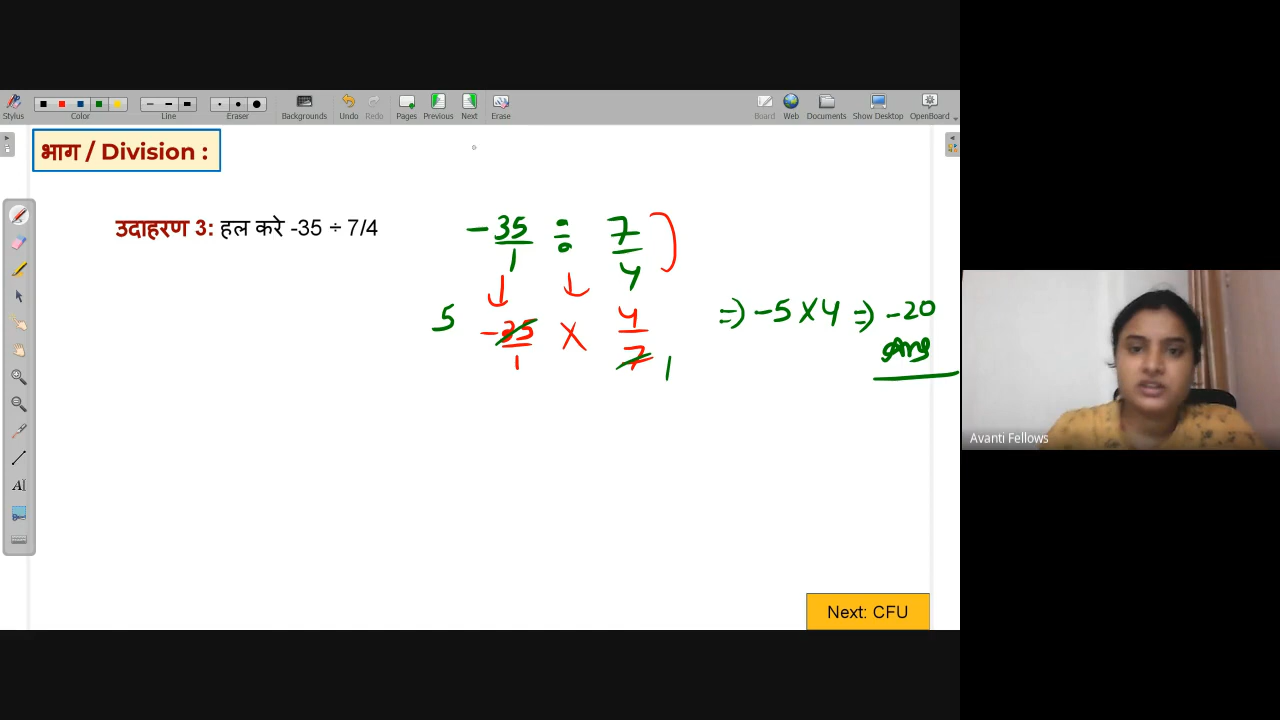 Stylus
Color
Line
Eraser
Backgrounds
Undo
Redo
Pages
Previous
Next
Erase
Board
Web
Documents
Show Desktop
OpenBoard
भाग / Division :
उदाहरण 3: हल करे -35 ÷ 7/4
-35/1 ÷ 7/4
5 -35/1 × 4/7 1
=> -5 × 4 => -20
Ans
Avanti Fellows
Next: CFU